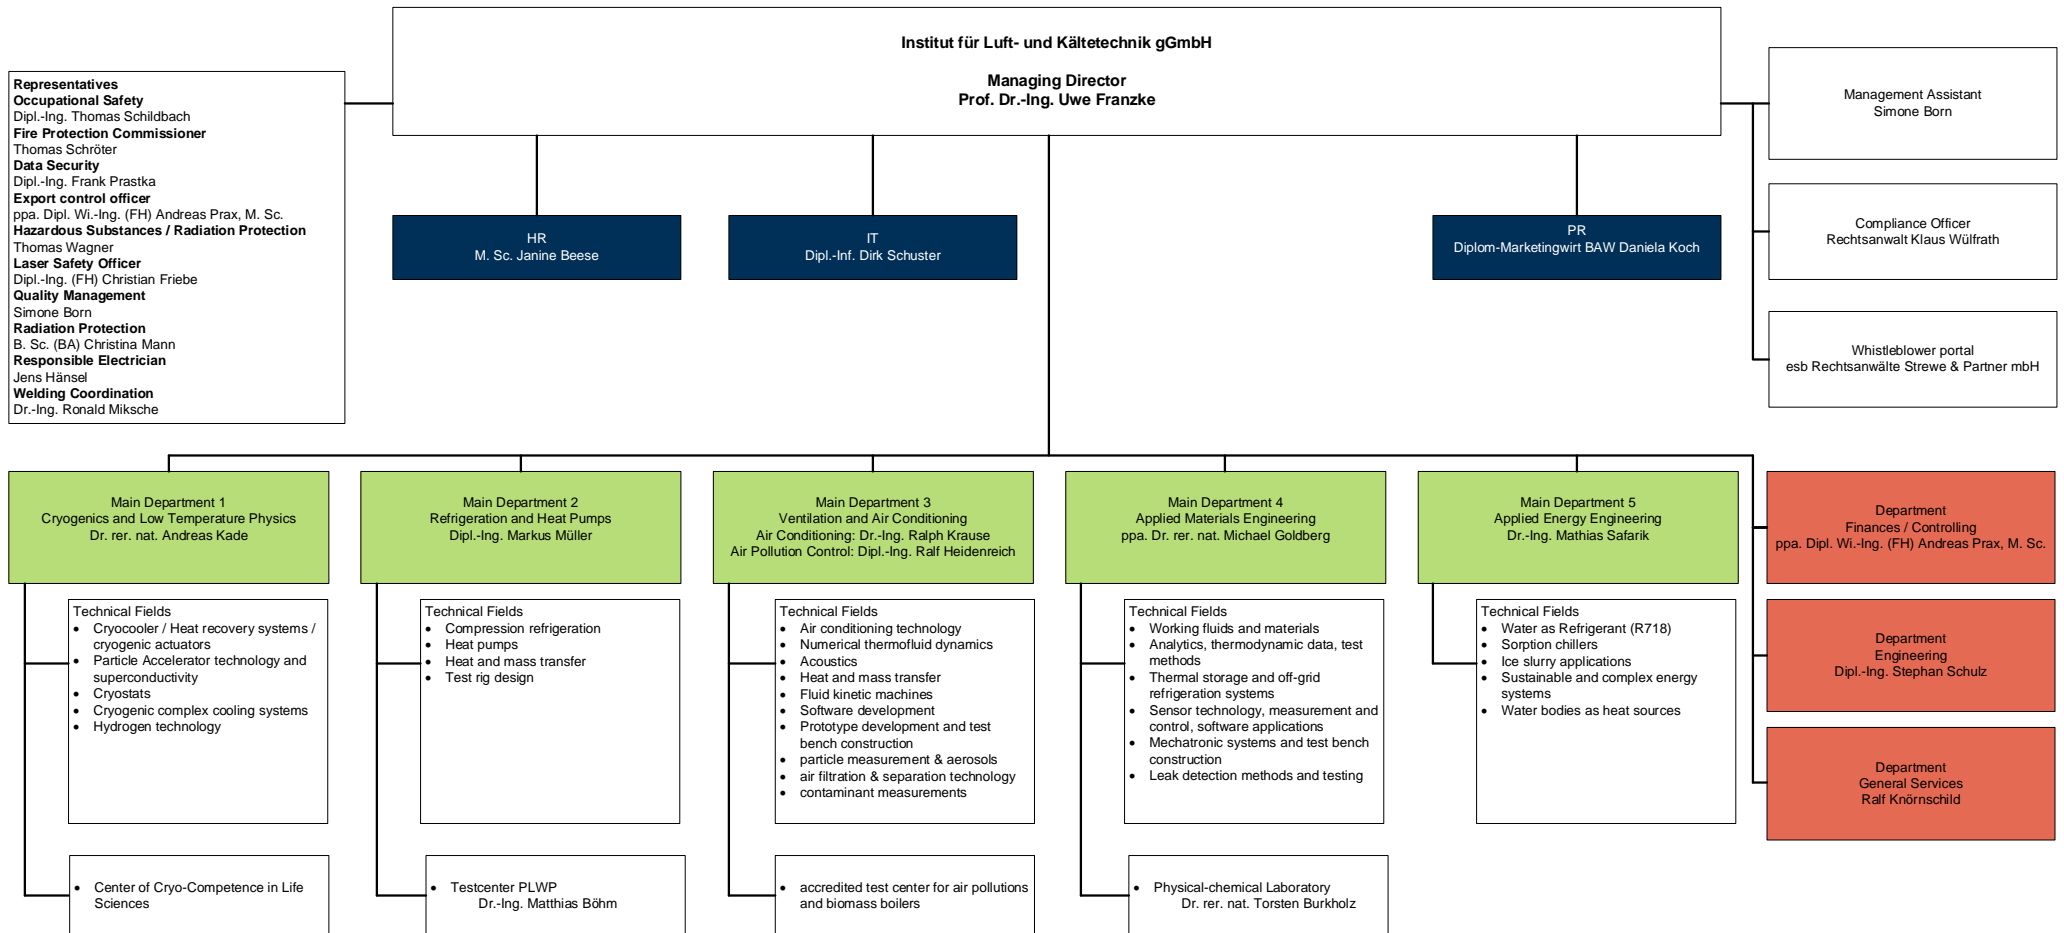 Institut für Luft- und Kältetechnik gGmbH
Managing Director
Prof. Dr.-Ing. Uwe Franzke
Representatives
Occupational Safety
Dipl.-Ing. Thomas Schildbach
Fire Protection Commissioner
Thomas Schröter
Data Security
Dipl.-Ing. Frank Prastka
Export control officer
ppa. Dipl. Wi.-Ing. (FH) Andreas Prax, M. Sc.
Hazardous Substances / Radiation Protection
Thomas Wagner
Laser Safety Officer
Dipl.-Ing. (FH) Christian Friebe
Quality Management
Simone Born
Radiation Protection
B. Sc. (BA) Christina Mann
Responsible Electrician
Jens Hänsel
Welding Coordination
Dr.-Ing. Ronald Miksche
Management Assistant
Simone Born
Compliance Officer
Rechtsanwalt Klaus Wülfrath
Whistleblower portal
esb Rechtsanwälte Strewe & Partner mbH
HR
M. Sc. Janine Beese
IT
Dipl.-Inf. Dirk Schuster
PR
Diplom-Marketingwirt BAW Daniela Koch
Main Department 1
Cryogenics and Low Temperature Physics
Dr. rer. nat. Andreas Kade
Technical Fields
• Cryocooler / Heat recovery systems /
cryogenic actuators
• Particle Accelerator technology and
superconductivity
• Cryostats
• Cryogenic complex cooling systems
• Hydrogen technology
• Center of Cryo-Competence in Life
Sciences
Main Department 2
Refrigeration and Heat Pumps
Dipl.-Ing. Markus Müller
Technical Fields
• Compression refrigeration
• Heat pumps
• Heat and mass transfer
• Test rig design
• Testcenter PLWP
Dr.-Ing. Matthias Böhm
Main Department 3
Ventilation and Air Conditioning
Air Conditioning: Dr.-Ing. Ralph Krause
Air Pollution Control: Dipl.-Ing. Ralf Heidenreich
Technical Fields
• Air conditioning technology
• Numerical thermofluid dynamics
• Acoustics
• Heat and mass transfer
• Fluid kinetic machines
• Software development
• Prototype development and test
bench construction
• particle measurement & aerosols
• air filtration & separation technology
• contaminant measurements
• accredited test center for air pollutions
and biomass boilers
Main Department 4
Applied Materials Engineering
ppa. Dr. rer. nat. Michael Goldberg
Technical Fields
• Working fluids and materials
• Analytics, thermodynamic data, test
methods
• Thermal storage and off-grid
refrigeration systems
• Sensor technology, measurement and
control, software applications
• Mechatronic systems and test bench
construction
• Leak detection methods and testing
• Physical-chemical Laboratory
Dr. rer. nat. Torsten Burkholz
Main Department 5
Applied Energy Engineering
Dr.-Ing. Mathias Safarik
Technical Fields
• Water as Refrigerant (R718)
• Sorption chillers
• Ice slurry applications
• Sustainable and complex energy
systems
• Water bodies as heat sources
Department
Finances / Controlling
ppa. Dipl. Wi.-Ing. (FH) Andreas Prax, M. Sc.
Department
Engineering
Dipl.-Ing. Stephan Schulz
Department
General Services
Ralf Knörnschild